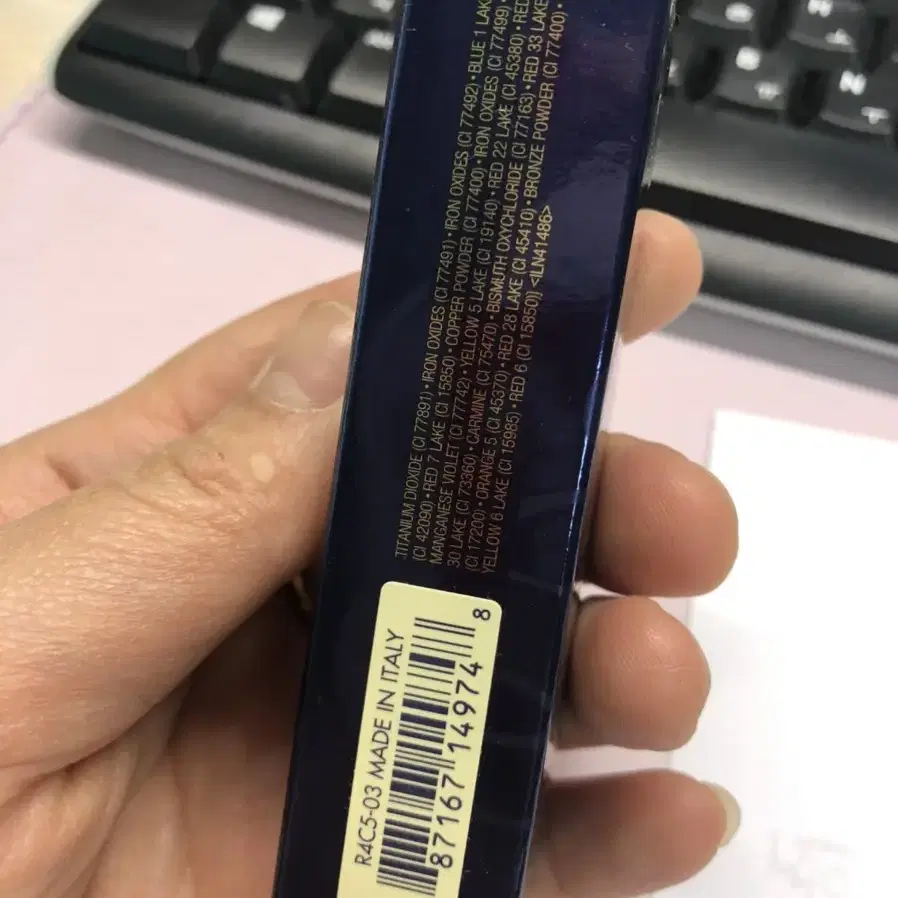 TITANIUM DIOXIDE (CI 77891) • IRON OXIDES (CI 77491) • IRON OXIDES (CI 77492) • BLUE 1 LAKE
(CI 42090) • RED 7 LAKE (CI 15850) • COPPER POWDER (CI 77400) • IRON OXIDES (CI 77499) •
MANGANESE VIOLET (CI 77742) • YELLOW 5 LAKE (CI 19140) • RED 22 LAKE (CI 45380) • RED
30 LAKE (CI 73360) • CARMINE (CI 75470) • BISMUTH OXYCHLORIDE (CI 77163) • RED 33 LAKE
(CI 17200) • ORANGE 5 (CI 45370) • RED 28 LAKE (CI 45410) • BRONZE POWDER (CI 77400) •
YELLOW 6 LAKE (CI 15985) • RED 6 (CI 15850)] <ILN41486>
R4C5-03 MADE IN ITALY
87167 14974 8